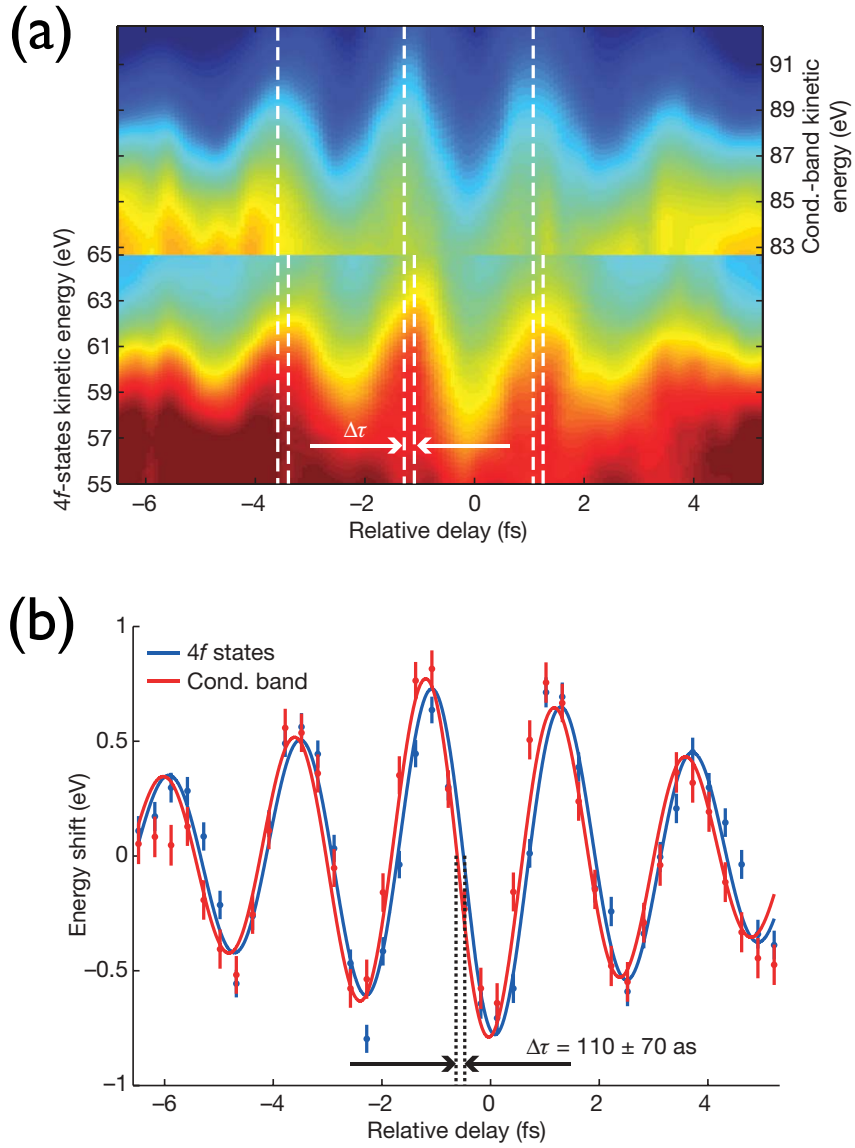 (a)
4f-states kinetic energy (eV)
65
63
61
59
57
55
91
89
87
85
83
Cond.-band kinetic
energy (eV)
Δτ
−6
−4
−2
0
2
4
Relative delay (fs)
(b)
4f states
Cond. band
Energy shift (eV)
1
0.5
0
−0.5
−1
Δτ = 110 ± 70 as
−6
−4
−2
0
2
4
Relative delay (fs)